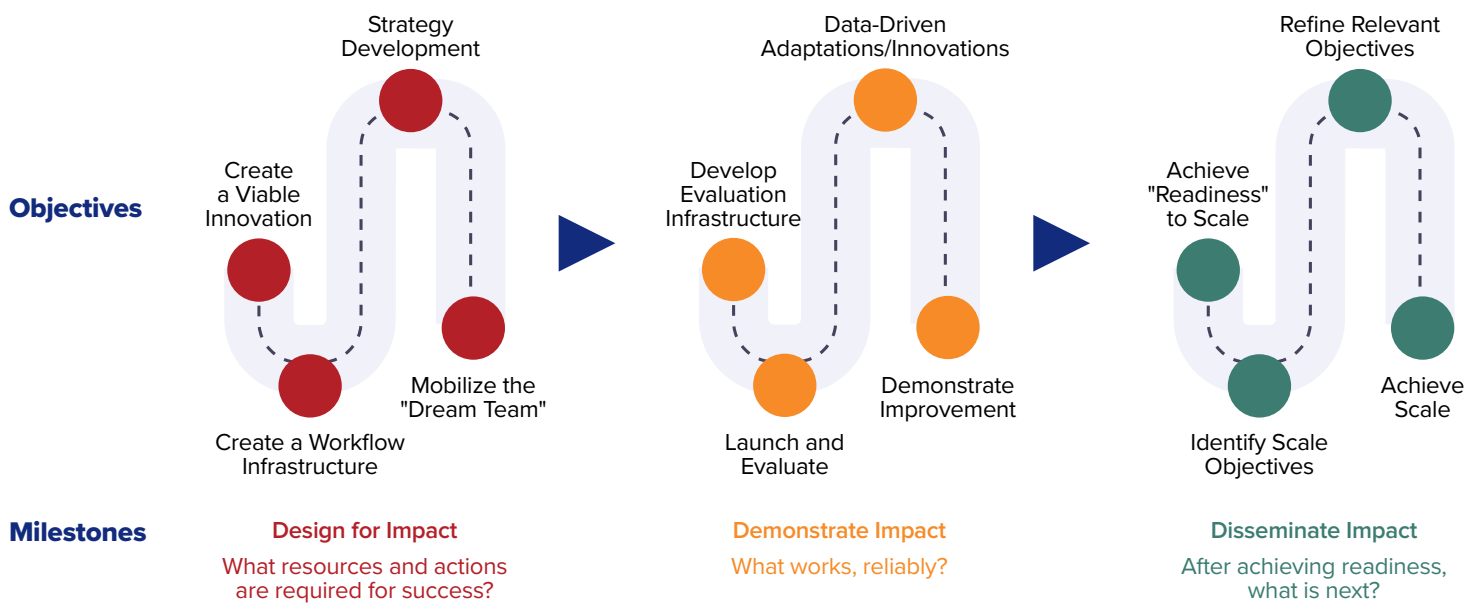 Objectives
Strategy
Development
Create
a Viable
Innovation
Create a Workflow
Infrastructure
Mobilize the
"Dream Team"
Data-Driven
Adaptations/Innovations
Develop
Evaluation
Infrastructure
Launch and
Evaluate
Demonstrate
Improvement
Refine Relevant
Objectives
Achieve
"Readiness"
to Scale
Identify Scale
Objectives
Achieve
Scale
Milestones
Design for Impact
What resources and actions
are required for success?
Demonstrate Impact
What works, reliably?
Disseminate Impact
After achieving readiness,
what is next?